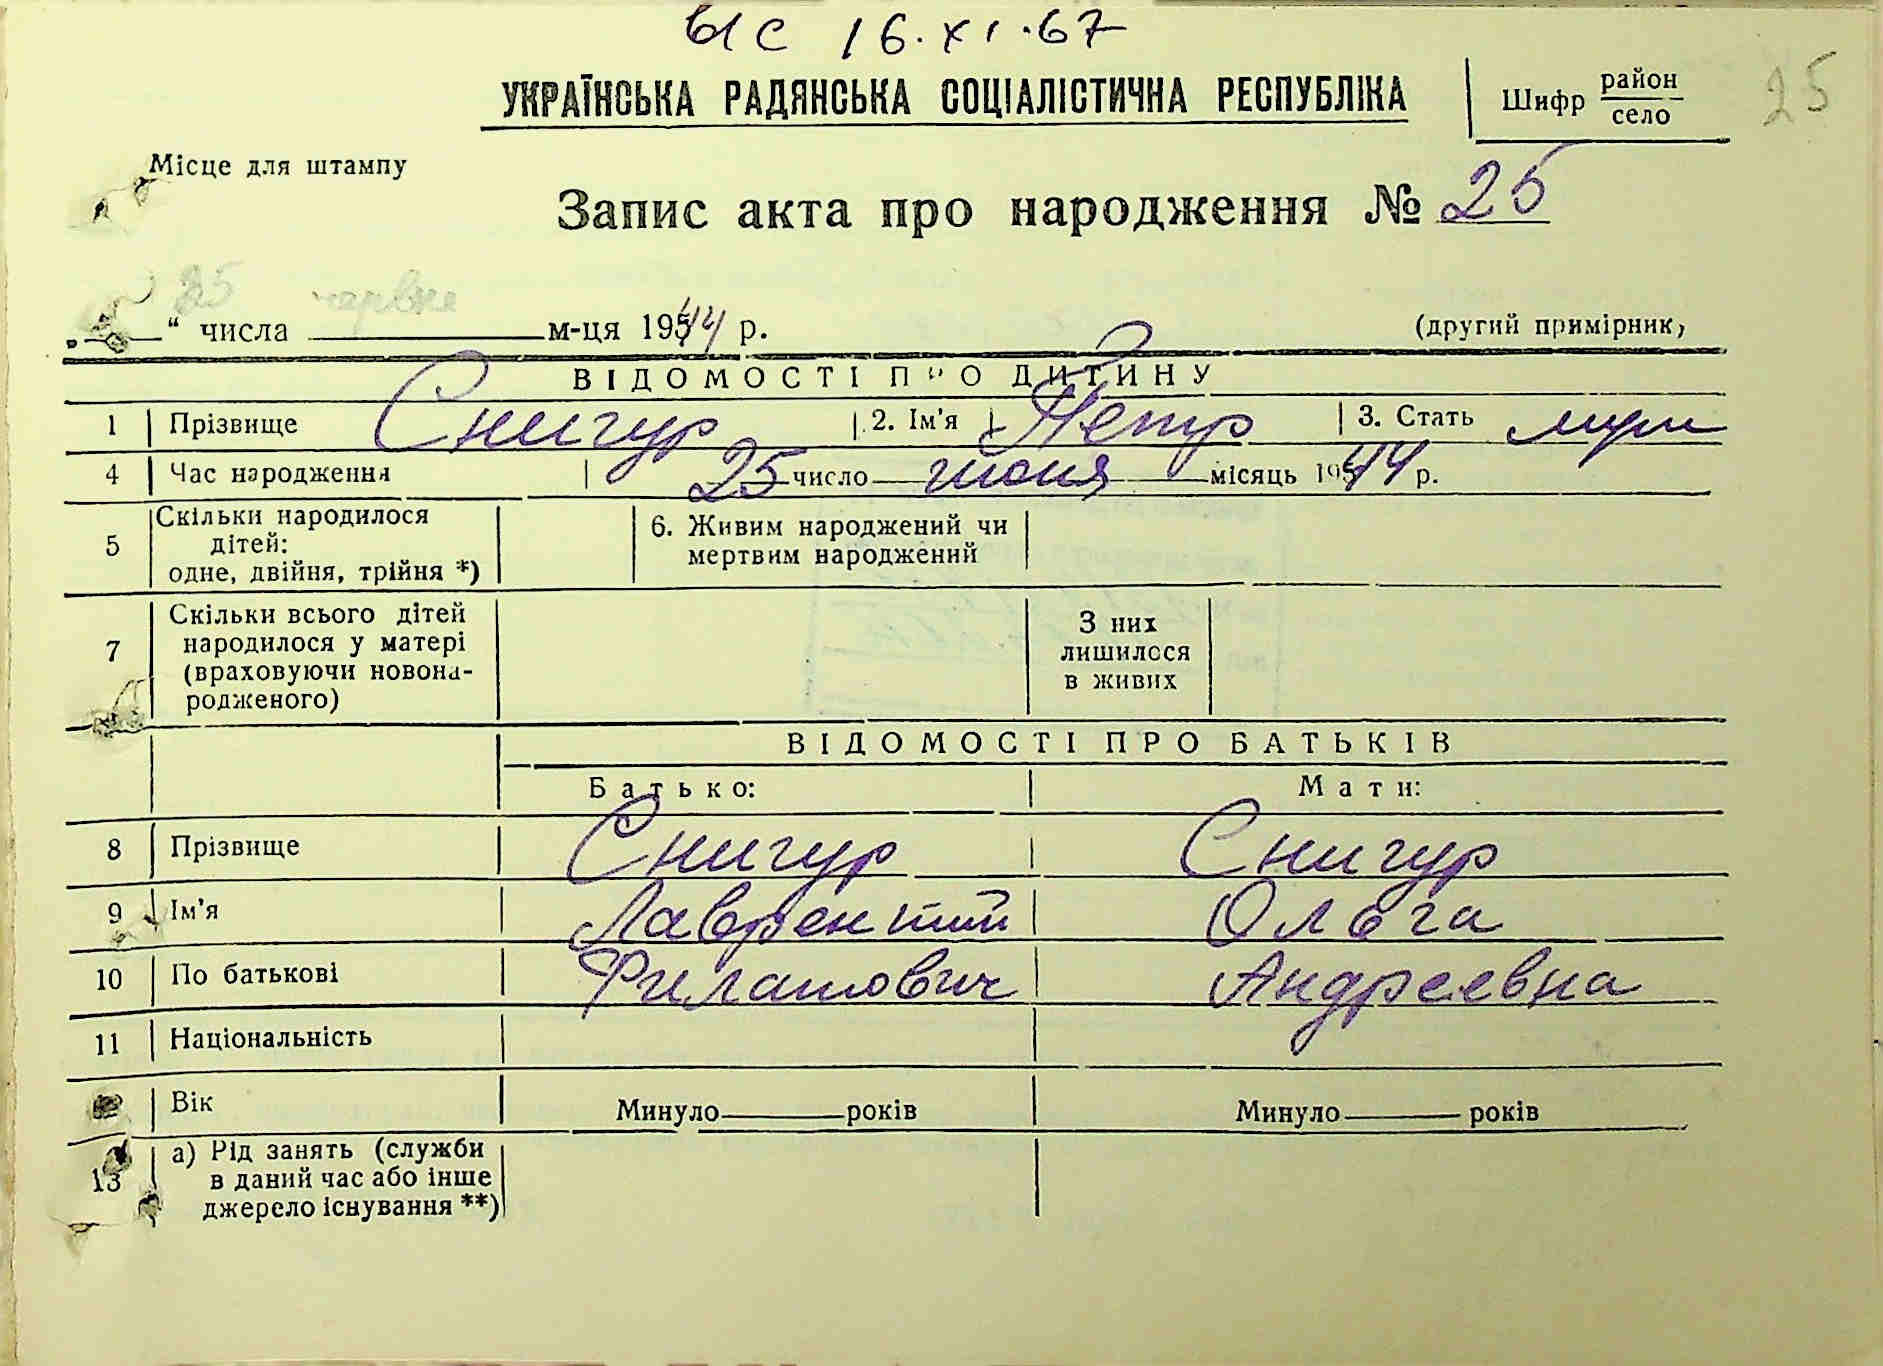 ВС 16.XI.67
УКРАЇНСЬКА РАДЯНСЬКА СОЦІАЛІСТИЧНА РЕСПУБЛІКА
Шифр район
село
25
Місце для штампу
Запис акта про народження № 25
25 червня
“ числа м-ця 1944 р.
(другий примірник)
ВІДОМОСТІ ПРО ДИТИНУ
1 Прізвище Снигур 2. Ім'я Петр 3. Стать муж
4 Час народження 25 число июня місяць 1944 р.
5 Скільки народилося
дітей:
одне, двійня, трійня *)
6. Живим народжений чи
мертвим народжений
7 Скільки всього дітей
народилося у матері
(враховуючи новона-
родженого)
З них
лишилося
в живих
ВІДОМОСТІ ПРО БАТЬКІВ
Батько: Мати:
8 Прізвище Снигур Снигур
9 Ім'я Лаврентий Ольга
10 По батькові Филатович Андреевна
11 Національність
Вік Минуло років Минуло років
13 а) Рід занять (служби
в даний час або інше
джерело існування **)